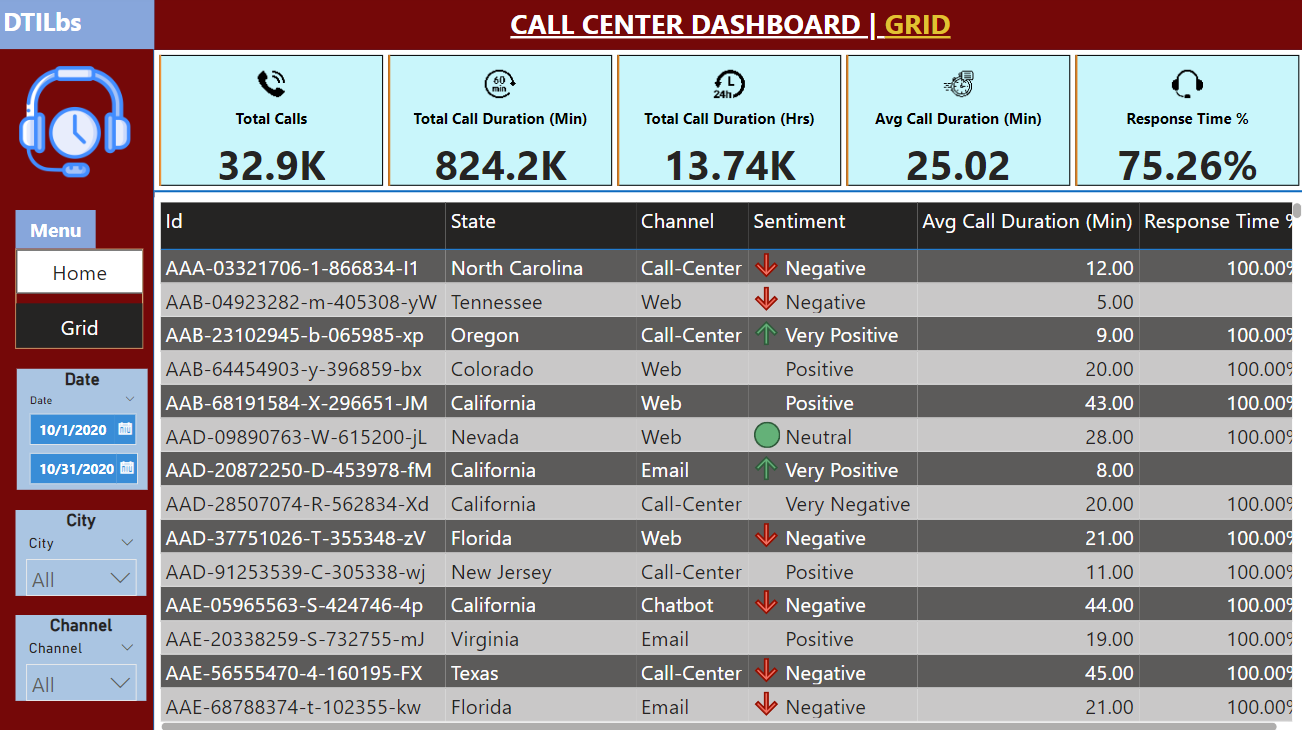 DTILbs
CALL CENTER DASHBOARD | GRID
60 min
24h
Total Calls
Total Call Duration (Min)
Total Call Duration (Hrs)
Avg Call Duration (Min)
Response Time %
32.9K
824.2K
13.74K
25.02
75.26%
Menu
Home
Grid
Date
Date
10/1/2020
10/31/2020
City
City
All
Channel
Channel
All
Id State Channel Sentiment Avg Call Duration (Min) Response Time %
AAA-03321706-1-866834-I1 North Carolina Call-Center Negative 12.00 100.00%
AAB-04923282-m-405308-yW Tennessee Web Negative 5.00
AAB-23102945-b-065985-xp Oregon Call-Center Very Positive 9.00 100.00%
AAB-64454903-y-396859-bx Colorado Web Positive 20.00 100.00%
AAB-68191584-X-296651-JM California Web Positive 43.00 100.00%
AAD-09890763-W-615200-jL Nevada Web Neutral 28.00 100.00%
AAD-20872250-D-453978-fM California Email Very Positive 8.00
AAD-28507074-R-562834-Xd California Call-Center Very Negative 20.00 100.00%
AAD-37751026-T-355348-zV Florida Web Negative 21.00 100.00%
AAD-91253539-C-305338-wj New Jersey Call-Center Positive 11.00 100.00%
AAE-05965563-S-424746-4p California Chatbot Negative 44.00 100.00%
AAE-20338259-S-732755-mJ Virginia Email Positive 19.00 100.00%
AAE-56555470-4-160195-FX Texas Call-Center Negative 45.00 100.00%
AAE-68788374-t-102355-kw Florida Email Negative 21.00 100.00%